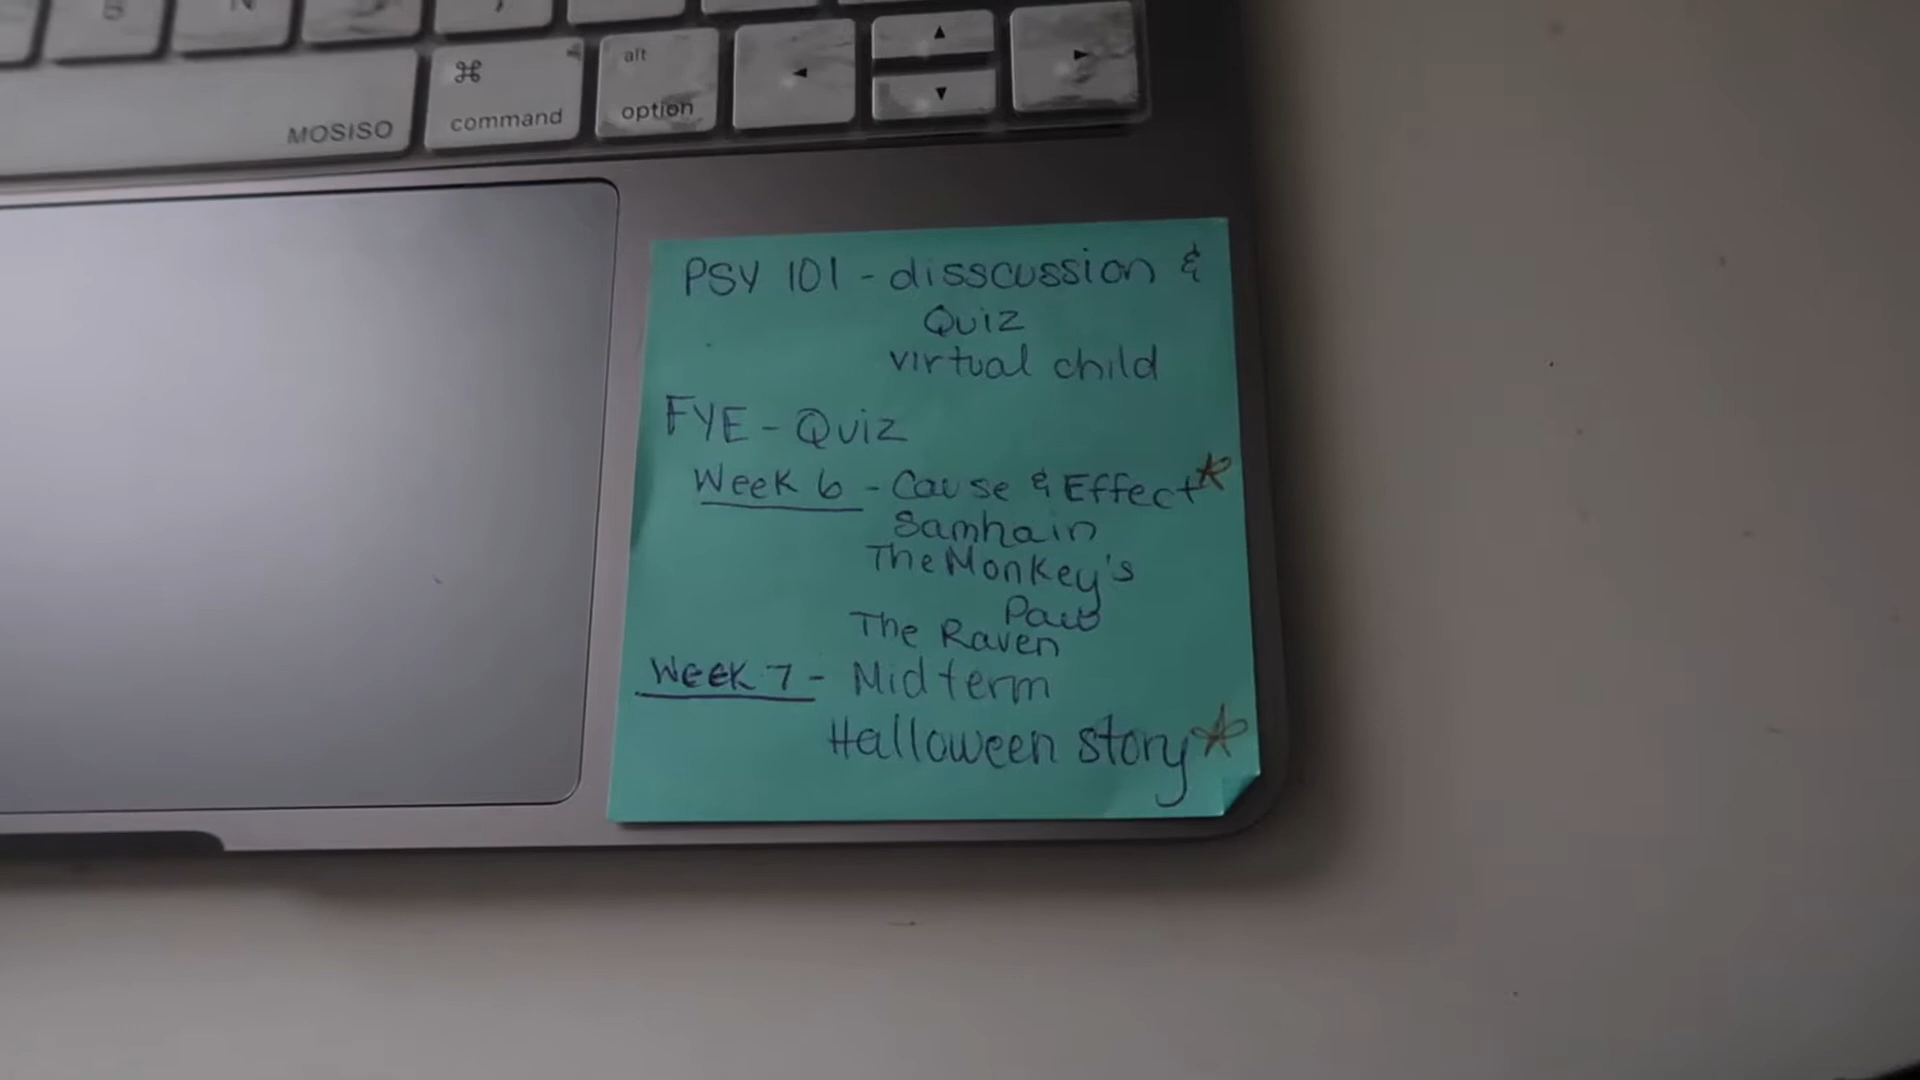 B N
⌘ alt
MOSISO command option
◄ ▲ ▼ ►
PSY 101 - disscussion &
Quiz
virtual child
FYE - Quiz
Week 6 - Cause & Effect*
Samhain
The Monkey's
Paw
The Raven
Week 7 - Midterm
Halloween story*